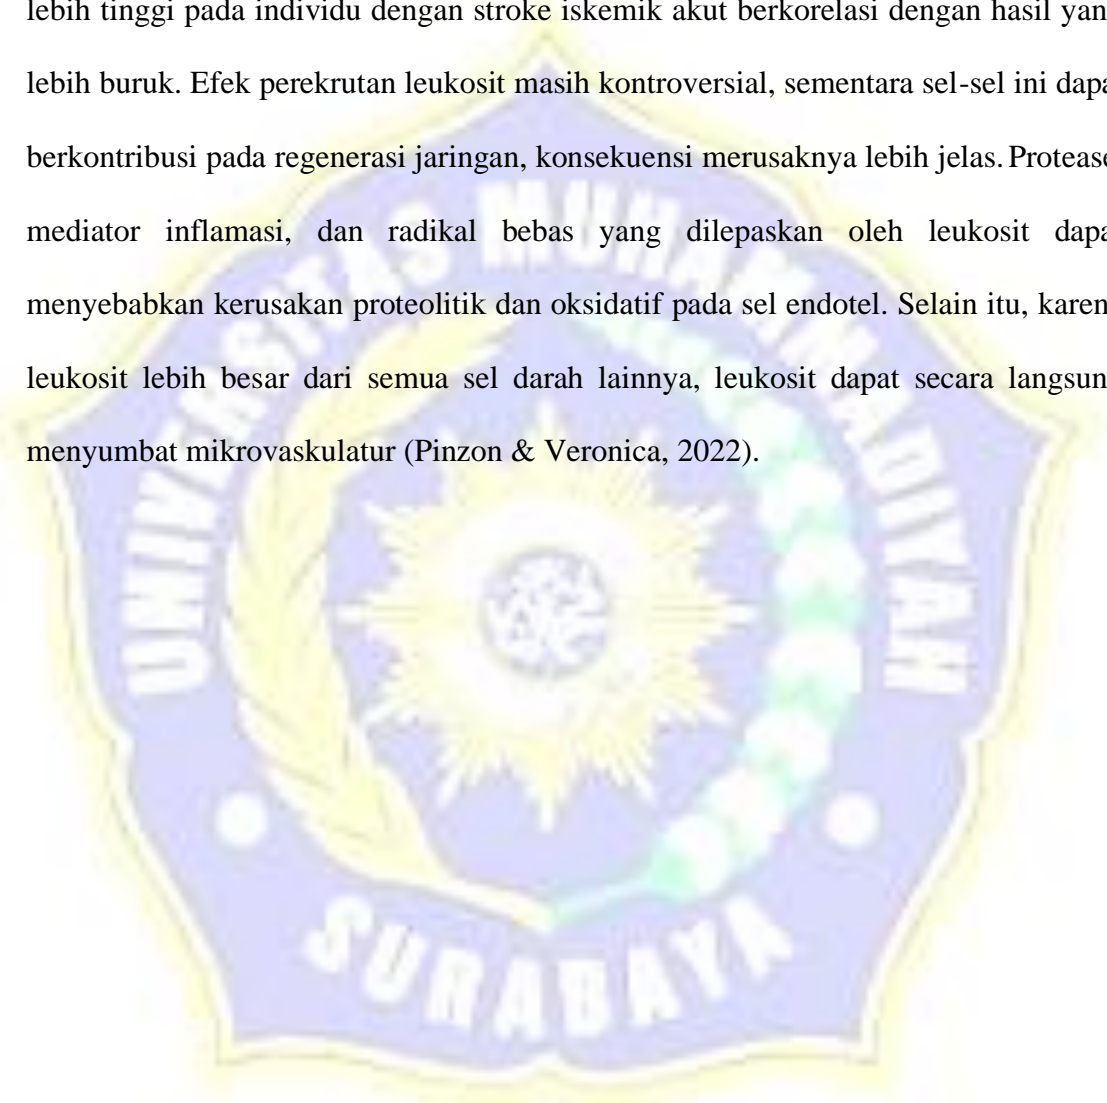 lebih tinggi pada individu dengan stroke iskemik akut berkorelasi dengan hasil yan
lebih buruk. Efek perekrutan leukosit masih kontroversial, sementara sel-sel ini dapa
berkontribusi pada regenerasi jaringan, konsekuensi merusaknya lebih jelas. Protease
mediator inflamasi, dan radikal bebas yang dilepaskan oleh leukosit dapa
menyebabkan kerusakan proteolitik dan oksidatif pada sel endotel. Selain itu, karen
leukosit lebih besar dari semua sel darah lainnya, leukosit dapat secara langsun
menyumbat mikrovaskulatur (Pinzon & Veronica, 2022).
UNIVERSITAS MUHAMMADIYAH
SURABAYA